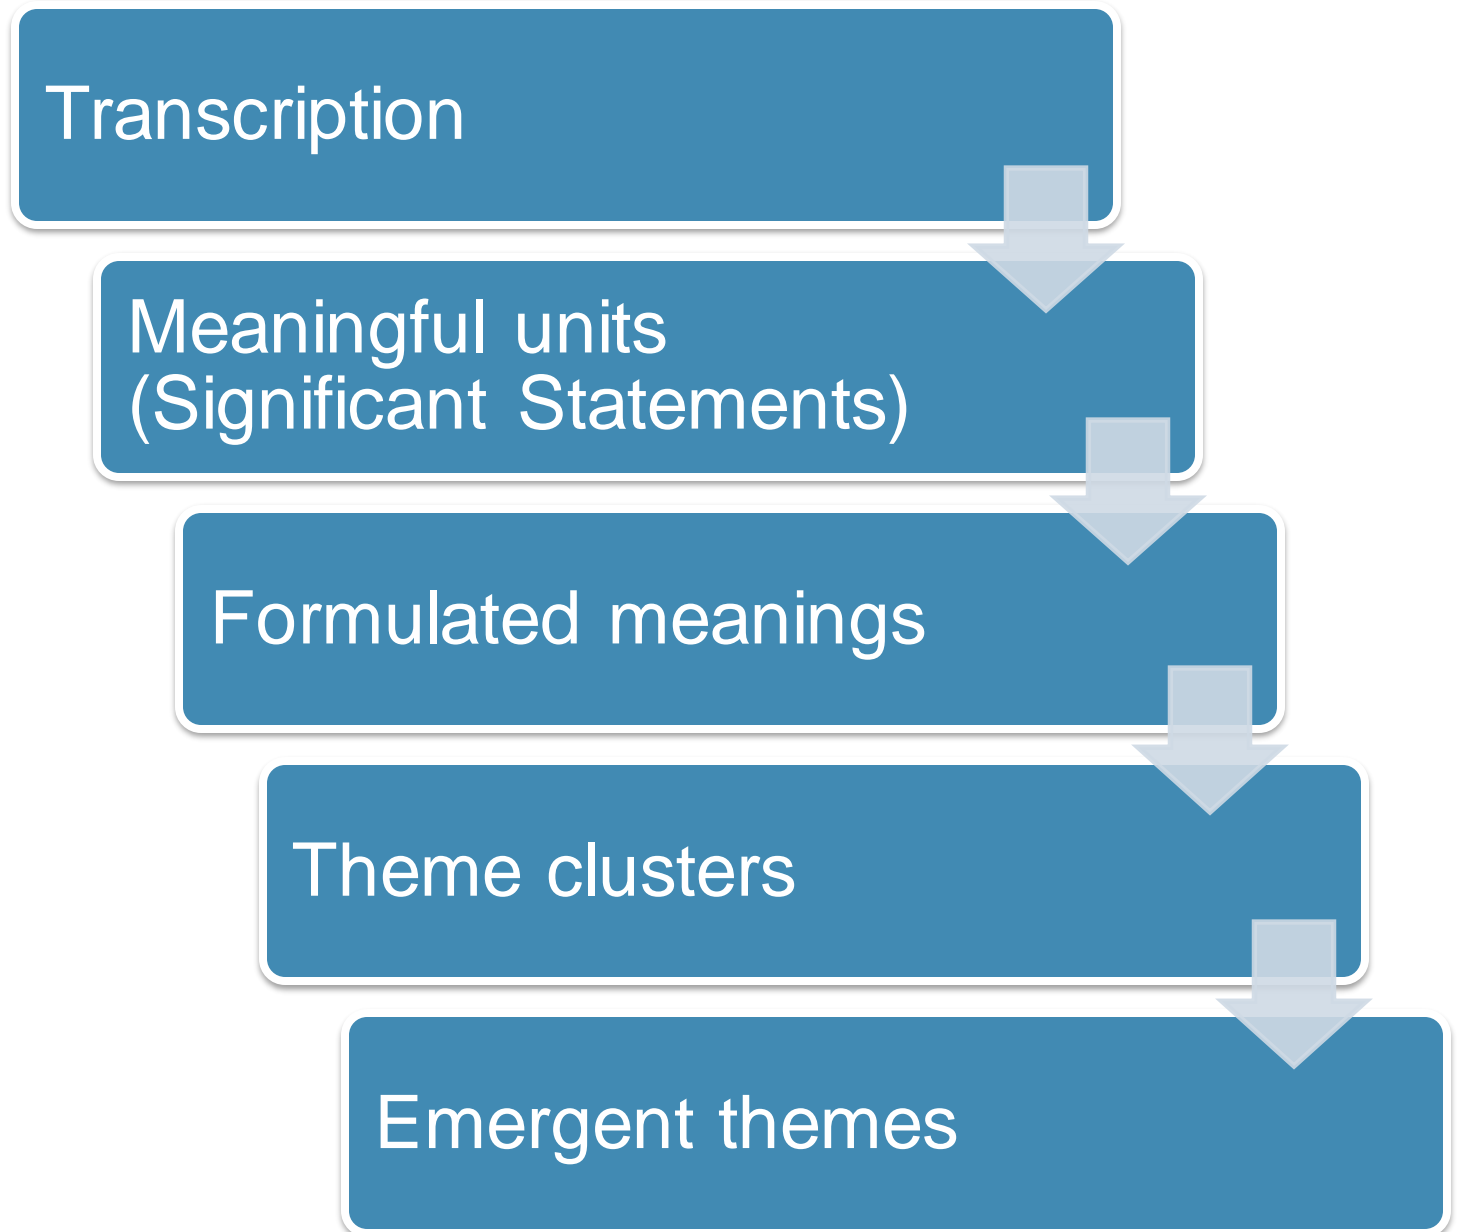 Transcription
Meaningful units
(Significant Statements)
Formulated meanings
Theme clusters
Emergent themes